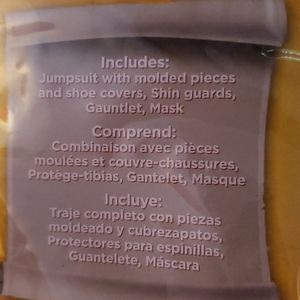 Includes:
Jumpsuit with molded pieces
and shoe covers, Shin guards,
Gauntlet, Mask
Comprend:
Combinaison avec pièces
moulées et couvre-chaussures,
Protège-tibias, Gantelet, Masque
Incluye:
Traje completo con piezas
moldeado y cubrezapatos,
Protectores para espinillas,
Guantelete, Máscara